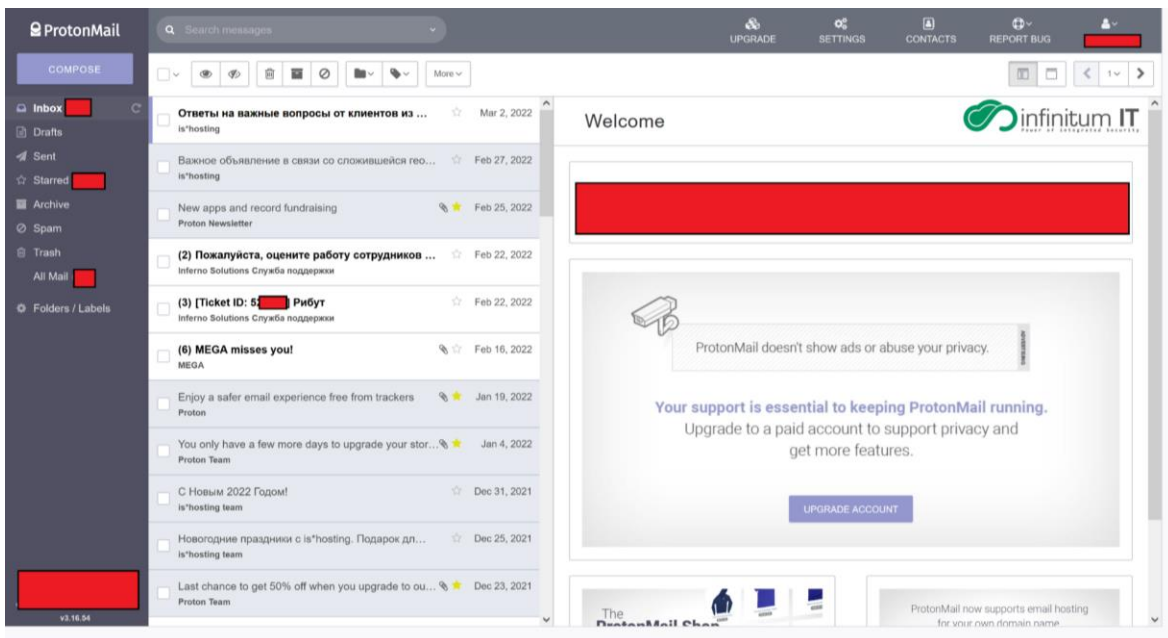 ProtonMail
Search messages
UPGRADE
SETTINGS
CONTACTS
REPORT BUG
COMPOSE
More
1
Inbox
Drafts
Sent
Starred
Archive
Spam
Trash
All Mail
Folders / Labels
v3.16.54
Ответы на важные вопросы от клиентов из ...
Mar 2, 2022
is*hosting
Важное объявление в связи со сложившейся гео...
Feb 27, 2022
is*hosting
New apps and record fundraising
Feb 25, 2022
Proton Newsletter
(2) Пожалуйста, оцените работу сотрудников ...
Feb 22, 2022
Inferno Solutions Служба поддержки
(3) [Ticket ID: 52 ] Рибут
Feb 22, 2022
Inferno Solutions Служба поддержки
(6) MEGA misses you!
Feb 16, 2022
MEGA
Enjoy a safer email experience free from trackers
Jan 19, 2022
Proton
You only have a few more days to upgrade your stor...
Jan 4, 2022
Proton Team
С Новым 2022 Годом!
Dec 31, 2021
is*hosting team
Новогодние праздники с is*hosting. Подарок дл...
Dec 25, 2021
is*hosting team
Last chance to get 50% off when you upgrade to ou...
Dec 23, 2021
Proton Team
Welcome
infinitum IT
Power of Integrated Security
ProtonMail doesn't show ads or abuse your privacy.
ADVERTISING
Your support is essential to keeping ProtonMail running.
Upgrade to a paid account to support privacy and
get more features.
UPGRADE ACCOUNT
The
ProtonMail Shop
ProtonMail now supports email hosting
for your own domain name